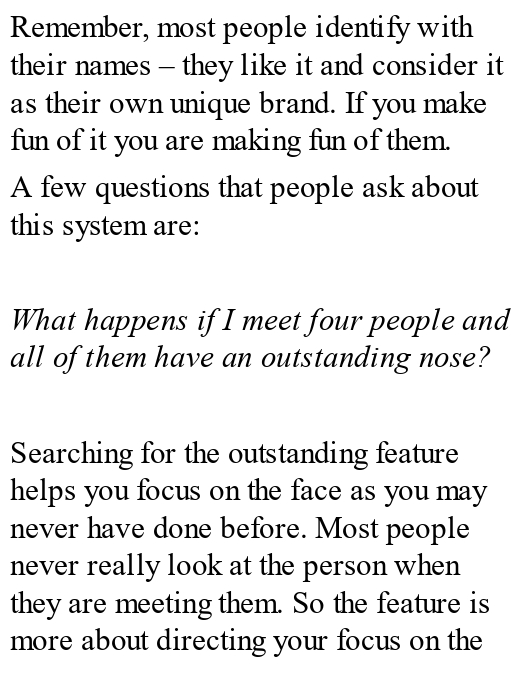 Remember, most people identify with
their names – they like it and consider it
as their own unique brand. If you make
fun of it you are making fun of them.
A few questions that people ask about
this system are:
What happens if I meet four people and
all of them have an outstanding nose?
Searching for the outstanding feature
helps you focus on the face as you may
never have done before. Most people
never really look at the person when
they are meeting them. So the feature is
more about directing your focus on the